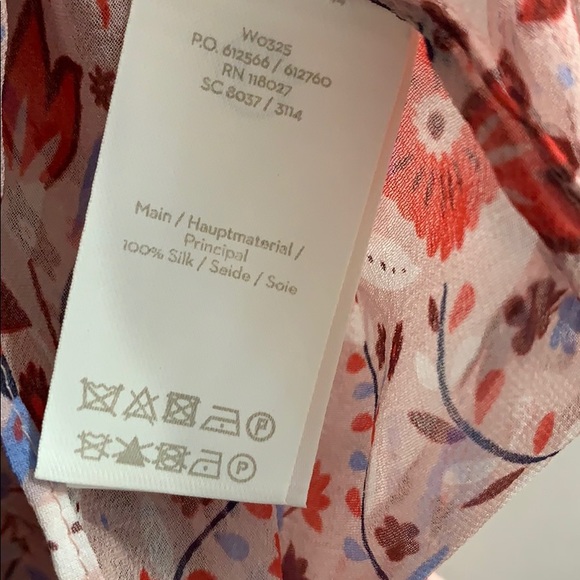 W0325
P.O. 612566 / 612760
RN 118027
SC 8037 / 3114
Main / Hauptmaterial /
Principal
100% Silk / Seide / Soie
P
P